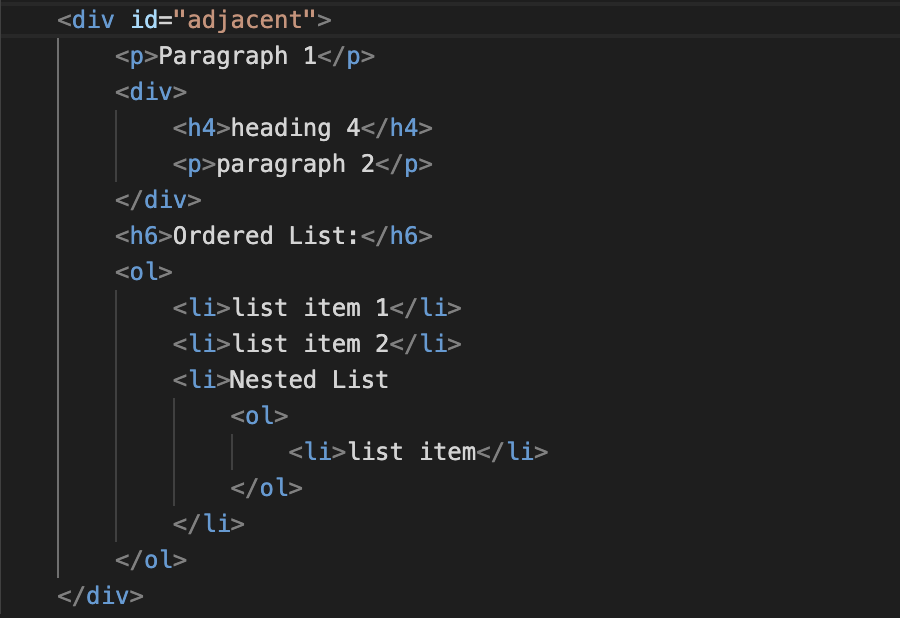 <div id="adjacent">
    <p>Paragraph 1</p>
    <div>
        <h4>heading 4</h4>
        <p>paragraph 2</p>
    </div>
    <h6>Ordered List:</h6>
    <ol>
        <li>list item 1</li>
        <li>list item 2</li>
        <li>Nested List
            <ol>
                <li>list item</li>
            </ol>
        </li>
    </ol>
</div>